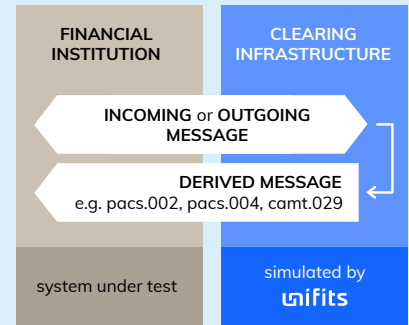 FINANCIAL
INSTITUTION
CLEARING
INFRASTRUCTURE
INCOMING or OUTGOING
MESSAGE
DERIVED MESSAGE
e.g. pacs.002, pacs.004, camt.029
system under test
simulated by
unifits